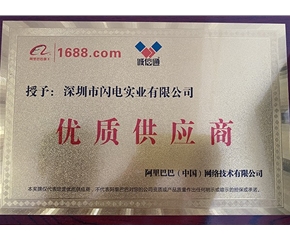 1688.com
诚信通
授予：深圳市闪电实业有限公司
优质供应商
阿里巴巴（中国）网络技术有限公司